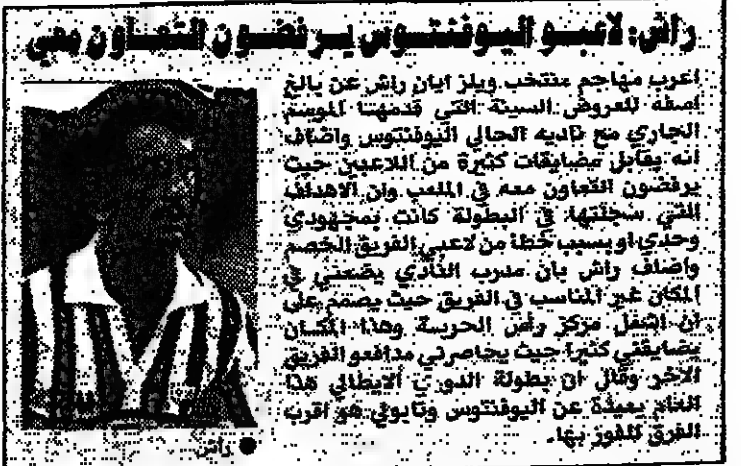 راش: لاعبو اليوفنتوس يرفضون التعاون معي
اعرب مهاجم منتخب ويلز ايان راش عن بالغ
اسفه للعروض السيئة التي قدمها الموسم
الجاري مع ناديه الحالي اليوفنتوس واضاف
انه يقابل مضايقات كثيرة من اللاعبين حيث
يرفضون التعاون معه في الملعب وان الاهداف
التي سجلتها في البطولة كانت بمجهودي
وحدي او بسبب خطا من لاعبي الفريق الخصم
واضاف راش بان مدرب النادي يضعني في
المكان غير المناسب في الفريق حيث يصمم على
ان اشغل مركز راس الحربة وهذا المكان
يضايقني كثيرا حيث يحاصرني مدافعو الفريق
الاخر وقال ان بطولة الدوري الايطالي هذا
العام بعيدة عن اليوفنتوس ونابولي هو اقرب
الفرق للفوز بها.
● راش